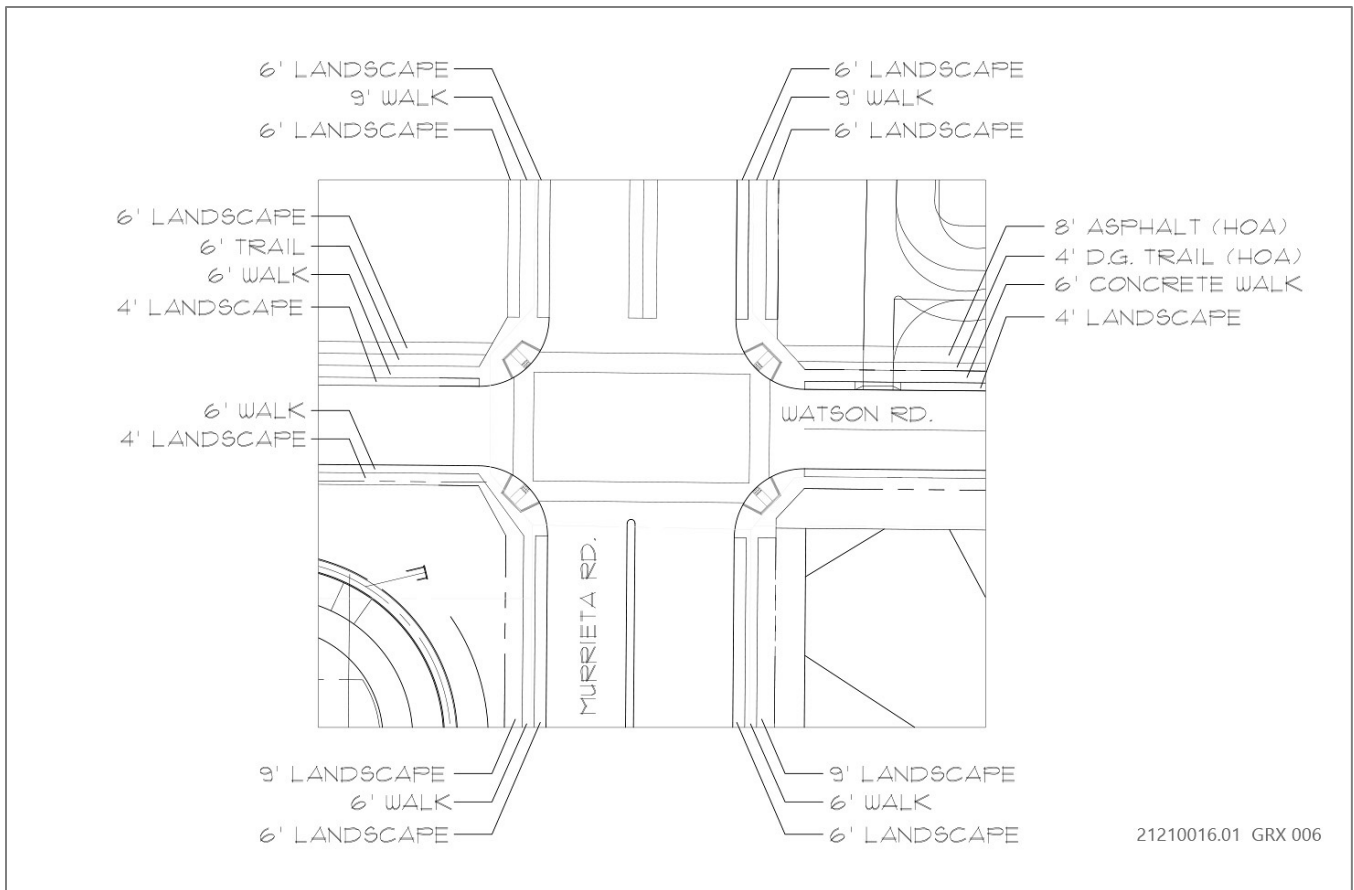 6' LANDSCAPE
9' WALK
6' LANDSCAPE
6' LANDSCAPE
9' WALK
6' LANDSCAPE
6' LANDSCAPE
6' TRAIL
6' WALK
4' LANDSCAPE
8' ASPHALT (HOA)
4' D.G. TRAIL (HOA)
6' CONCRETE WALK
4' LANDSCAPE
6' WALK
4' LANDSCAPE
WATSON RD.
MURRIETA RD.
9' LANDSCAPE
6' WALK
6' LANDSCAPE
9' LANDSCAPE
6' WALK
6' LANDSCAPE
21210016.01 GRX 006